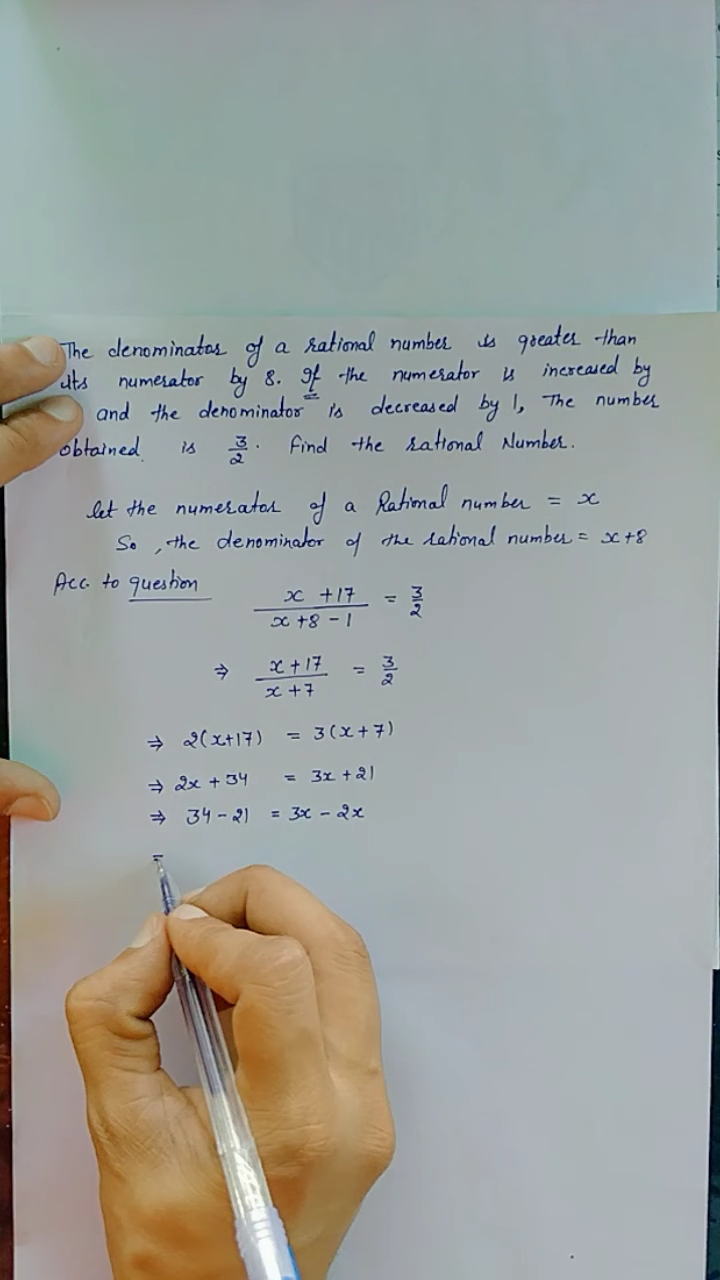 The denominator of a rational number is greater than
its numerator by 8. If the numerator is increased by
and the denominator is decreased by 1, The number
obtained is 3/2. Find the rational Number.
let the numerator of a Rational number = x
So, the denominator of the rational number = x+8
Acc. to question
x +17 / x +8 -1 = 3/2
⇒ x+17 / x+7 = 3/2
⇒ 2(x+17) = 3(x+7)
⇒ 2x + 34 = 3x + 21
⇒ 34 - 21 = 3x - 2x
=